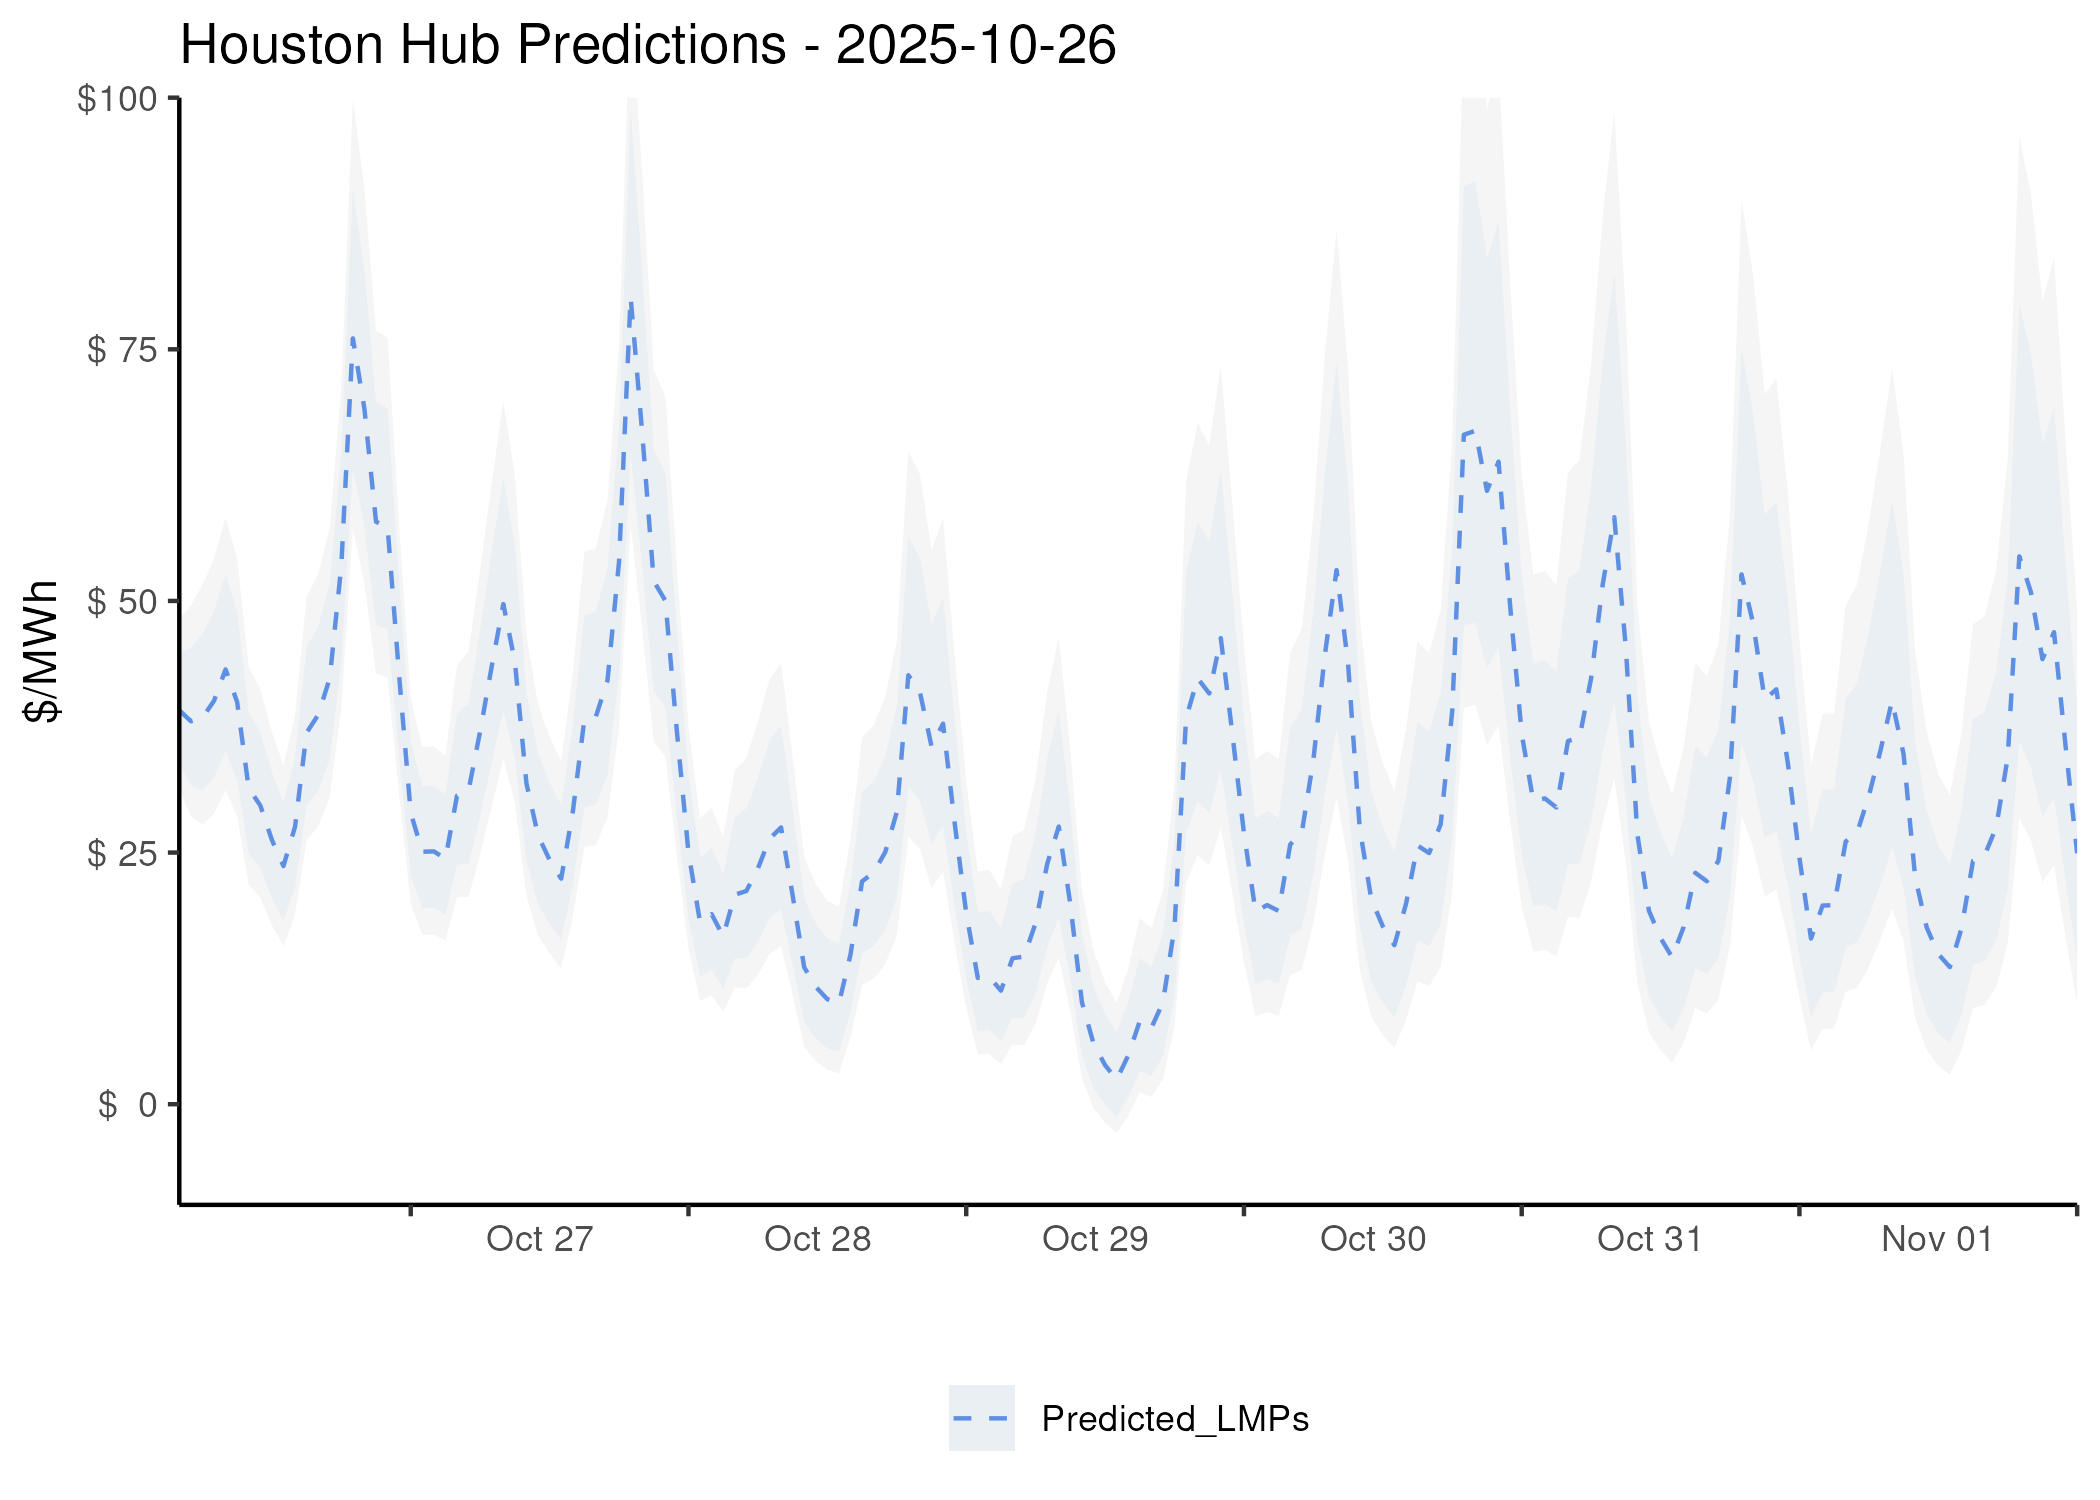 Houston Hub Predictions - 2025-10-26
$100
$ 75
$ 50
$ 25
$ 0
$/MWh
Oct 27 Oct 28 Oct 29 Oct 30 Oct 31 Nov 01
Predicted_LMPs